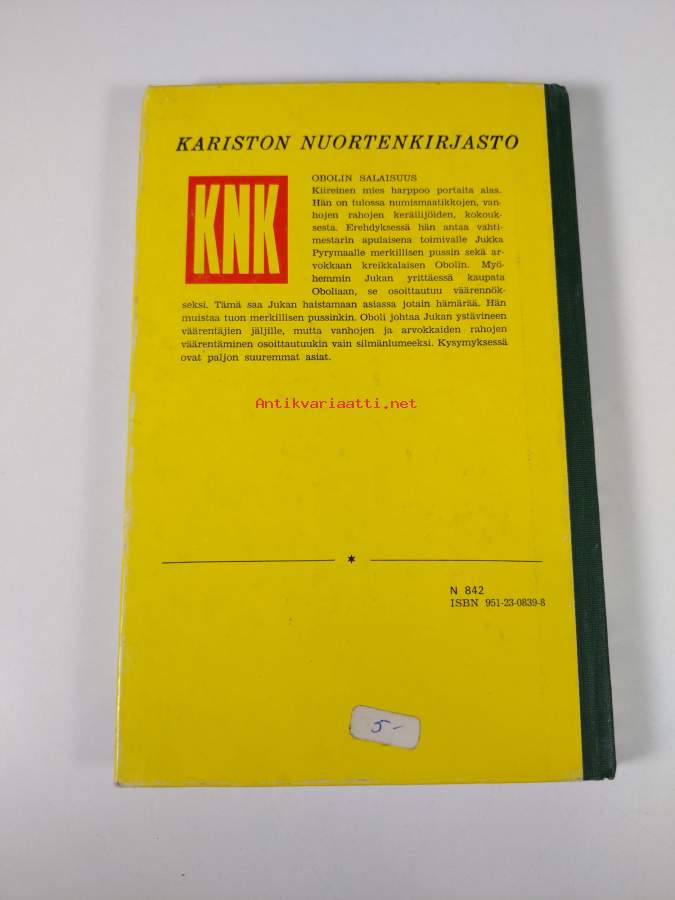 KARISTON NUORTENKIRJASTO
KNK
OBOLIN SALAISUUS
Kiireinen mies harppoo portaita alas.
Hän on tulossa numismaatikkojen, van-
hojen rahojen keräilijöiden, kokouk-
sesta. Erehdyksessä hän antaa vahti-
mestarin apulaisena toimivalle Jukka
Pyrymaalle merkillisen pussin sekä ar-
vokkaan kreikkalaisen Obolin. Myö-
hemmin Jukan yrittäessä kaupata
Oboliaan, se osoittautuu väärennök-
seksi. Tämä saa Jukan haistamaan asiassa jotain hämärää. Hän
muistaa tuon merkillisen pussinkin. Oboli johtaa Jukan ystävineen
väärentäjien jäljille, mutta vanhojen ja arvokkaiden rahojen
väärentäminen osoittautuukin vain silmänlumeeksi. Kysymyksessä
ovat paljon suuremmat asiat.
Antikvariaatti.net
N 842
ISBN 951-23-0839-8
5-